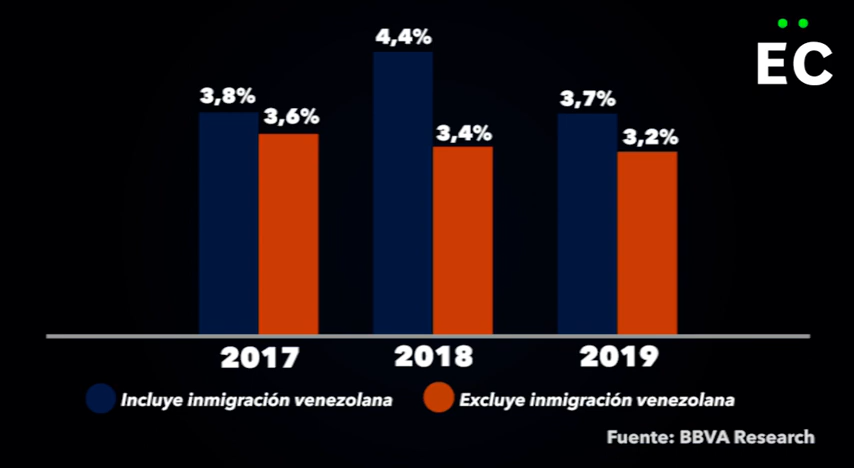 ËC
4,4%
3,8%
3,6%
3,4%
3,7%
3,2%
2017
2018
2019
Incluye inmigración venezolana
Excluye inmigración venezolana
Fuente: BBVA Research